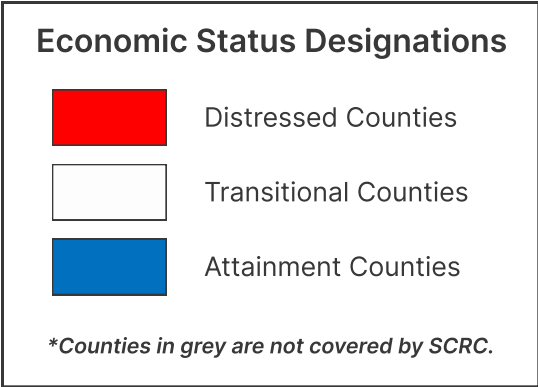 Economic Status Designations
Distressed Counties
Transitional Counties
Attainment Counties
*Counties in grey are not covered by SCRC.